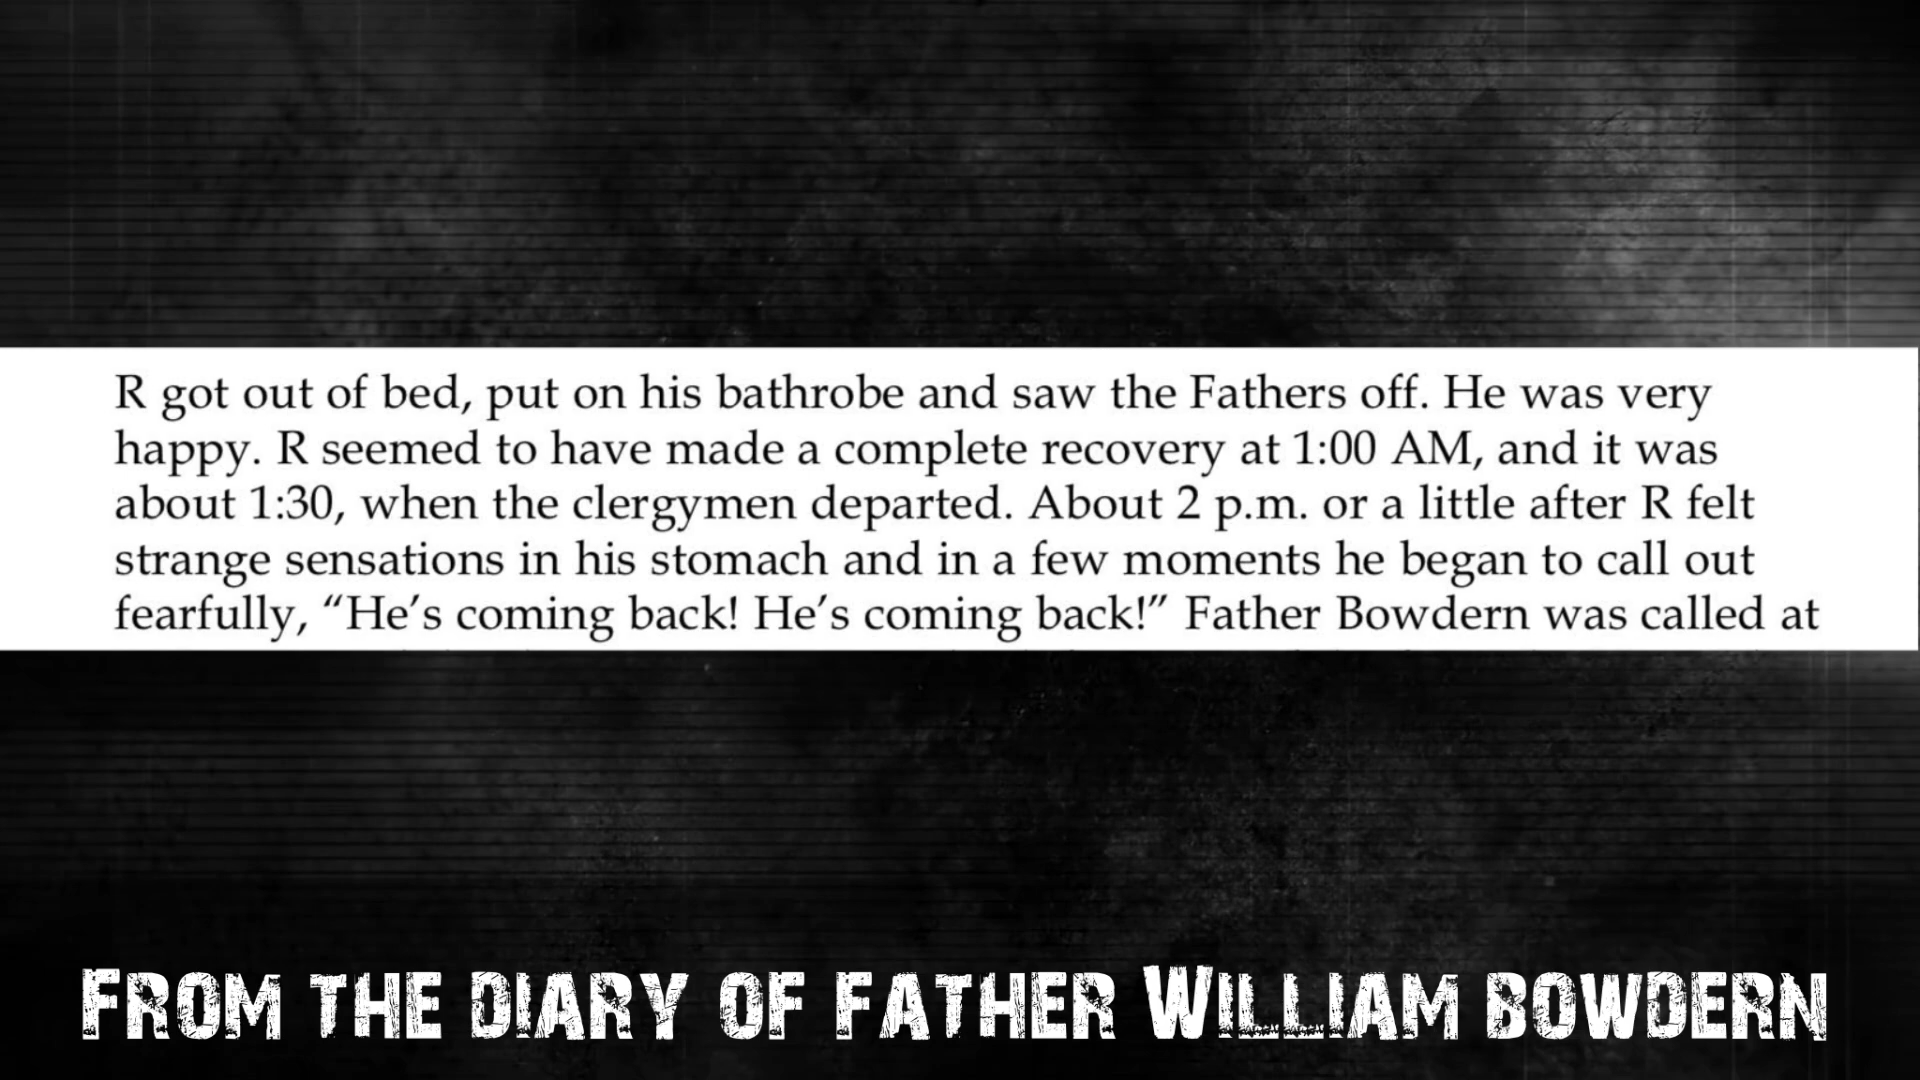 R got out of bed, put on his bathrobe and saw the Fathers off. He was very
happy. R seemed to have made a complete recovery at 1:00 AM, and it was
about 1:30, when the clergymen departed. About 2 p.m. or a little after R felt
strange sensations in his stomach and in a few moments he began to call out
fearfully, “He’s coming back! He’s coming back!” Father Bowdern was called at
From the Diary of Father William Bowdern